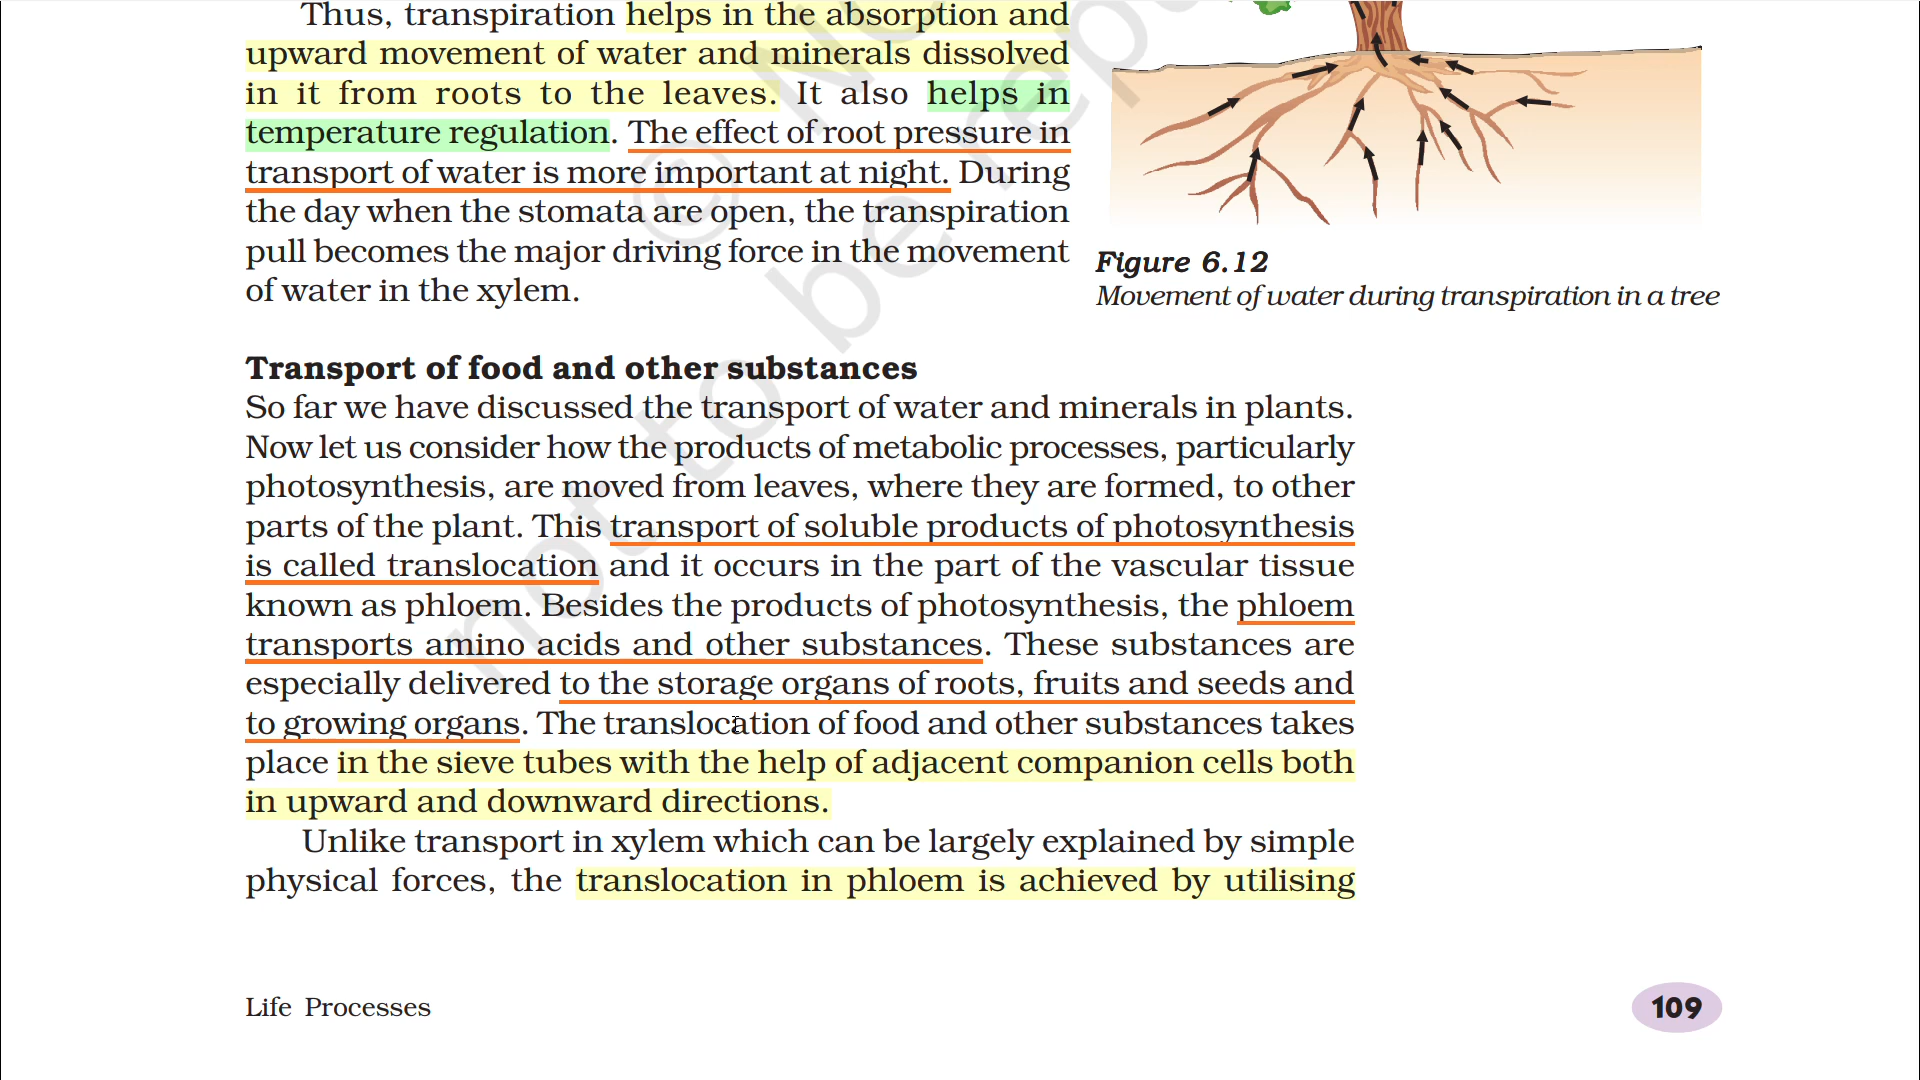 Thus, transpiration helps in the absorption and
upward movement of water and minerals dissolved
in it from roots to the leaves. It also helps in
temperature regulation. The effect of root pressure in
transport of water is more important at night. During
the day when the stomata are open, the transpiration
pull becomes the major driving force in the movement
of water in the xylem.
Figure 6.12
Movement of water during transpiration in a tree
Transport of food and other substances
So far we have discussed the transport of water and minerals in plants.
Now let us consider how the products of metabolic processes, particularly
photosynthesis, are moved from leaves, where they are formed, to other
parts of the plant. This transport of soluble products of photosynthesis
is called translocation and it occurs in the part of the vascular tissue
known as phloem. Besides the products of photosynthesis, the phloem
transports amino acids and other substances. These substances are
especially delivered to the storage organs of roots, fruits and seeds and
to growing organs. The translocation of food and other substances takes
place in the sieve tubes with the help of adjacent companion cells both
in upward and downward directions.
Unlike transport in xylem which can be largely explained by simple
physical forces, the translocation in phloem is achieved by utilising
Life Processes
109
© NC
not to be rep